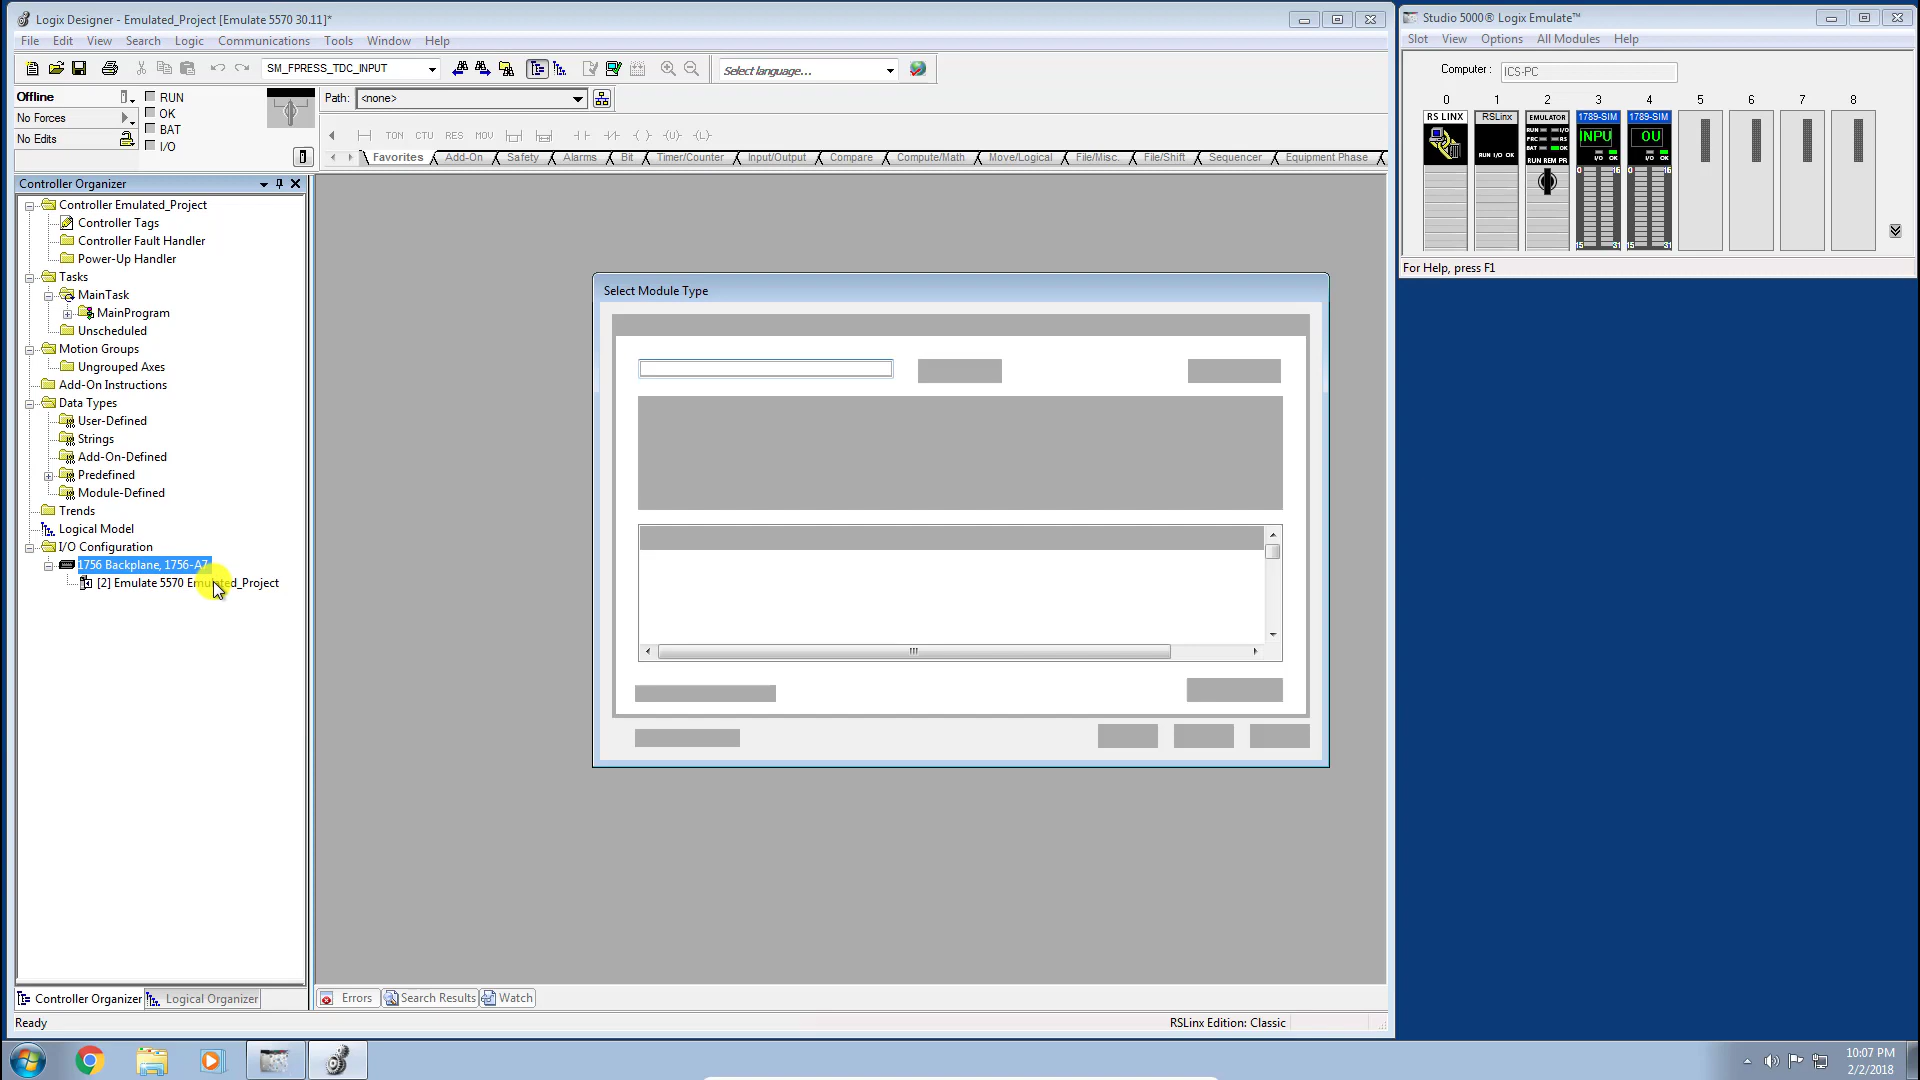 Logix Designer - Emulated_Project [Emulate 5570 30.11]*
File Edit View Search Logic Communications Tools Window Help
SM_FPRESS_TDC_INPUT
Select language...
Offline
RUN
No Forces
OK
No Edits
BAT
I/O
Path: <none>
TON CTU RES MOV
Favorites Add-On Safety Alarms Bit Timer/Counter Input/Output Compare Compute/Math Move/Logical File/Misc. File/Shift Sequencer Equipment Phase
Controller Organizer
Controller Emulated_Project
Controller Tags
Controller Fault Handler
Power-Up Handler
Tasks
MainTask
MainProgram
Unscheduled
Motion Groups
Ungrouped Axes
Add-On Instructions
Data Types
User-Defined
Strings
Add-On-Defined
Predefined
Module-Defined
Trends
Logical Model
I/O Configuration
1756 Backplane, 1756-A7
[2] Emulate 5570 Emulated_Project
Controller Organizer Logical Organizer
Ready
Select Module Type
Errors Search Results Watch
RSLinx Edition: Classic
Studio 5000® Logix Emulate™
Slot View Options All Modules Help
Computer : ICS-PC
0 1 2 3 4 5 6 7 8
RS LINX RSLinx EMULATOR 1789-SIM 1789-SIM
INPU OU
RUN I/O OK
RUN REM PR
For Help, press F1
10:07 PM
2/2/2018